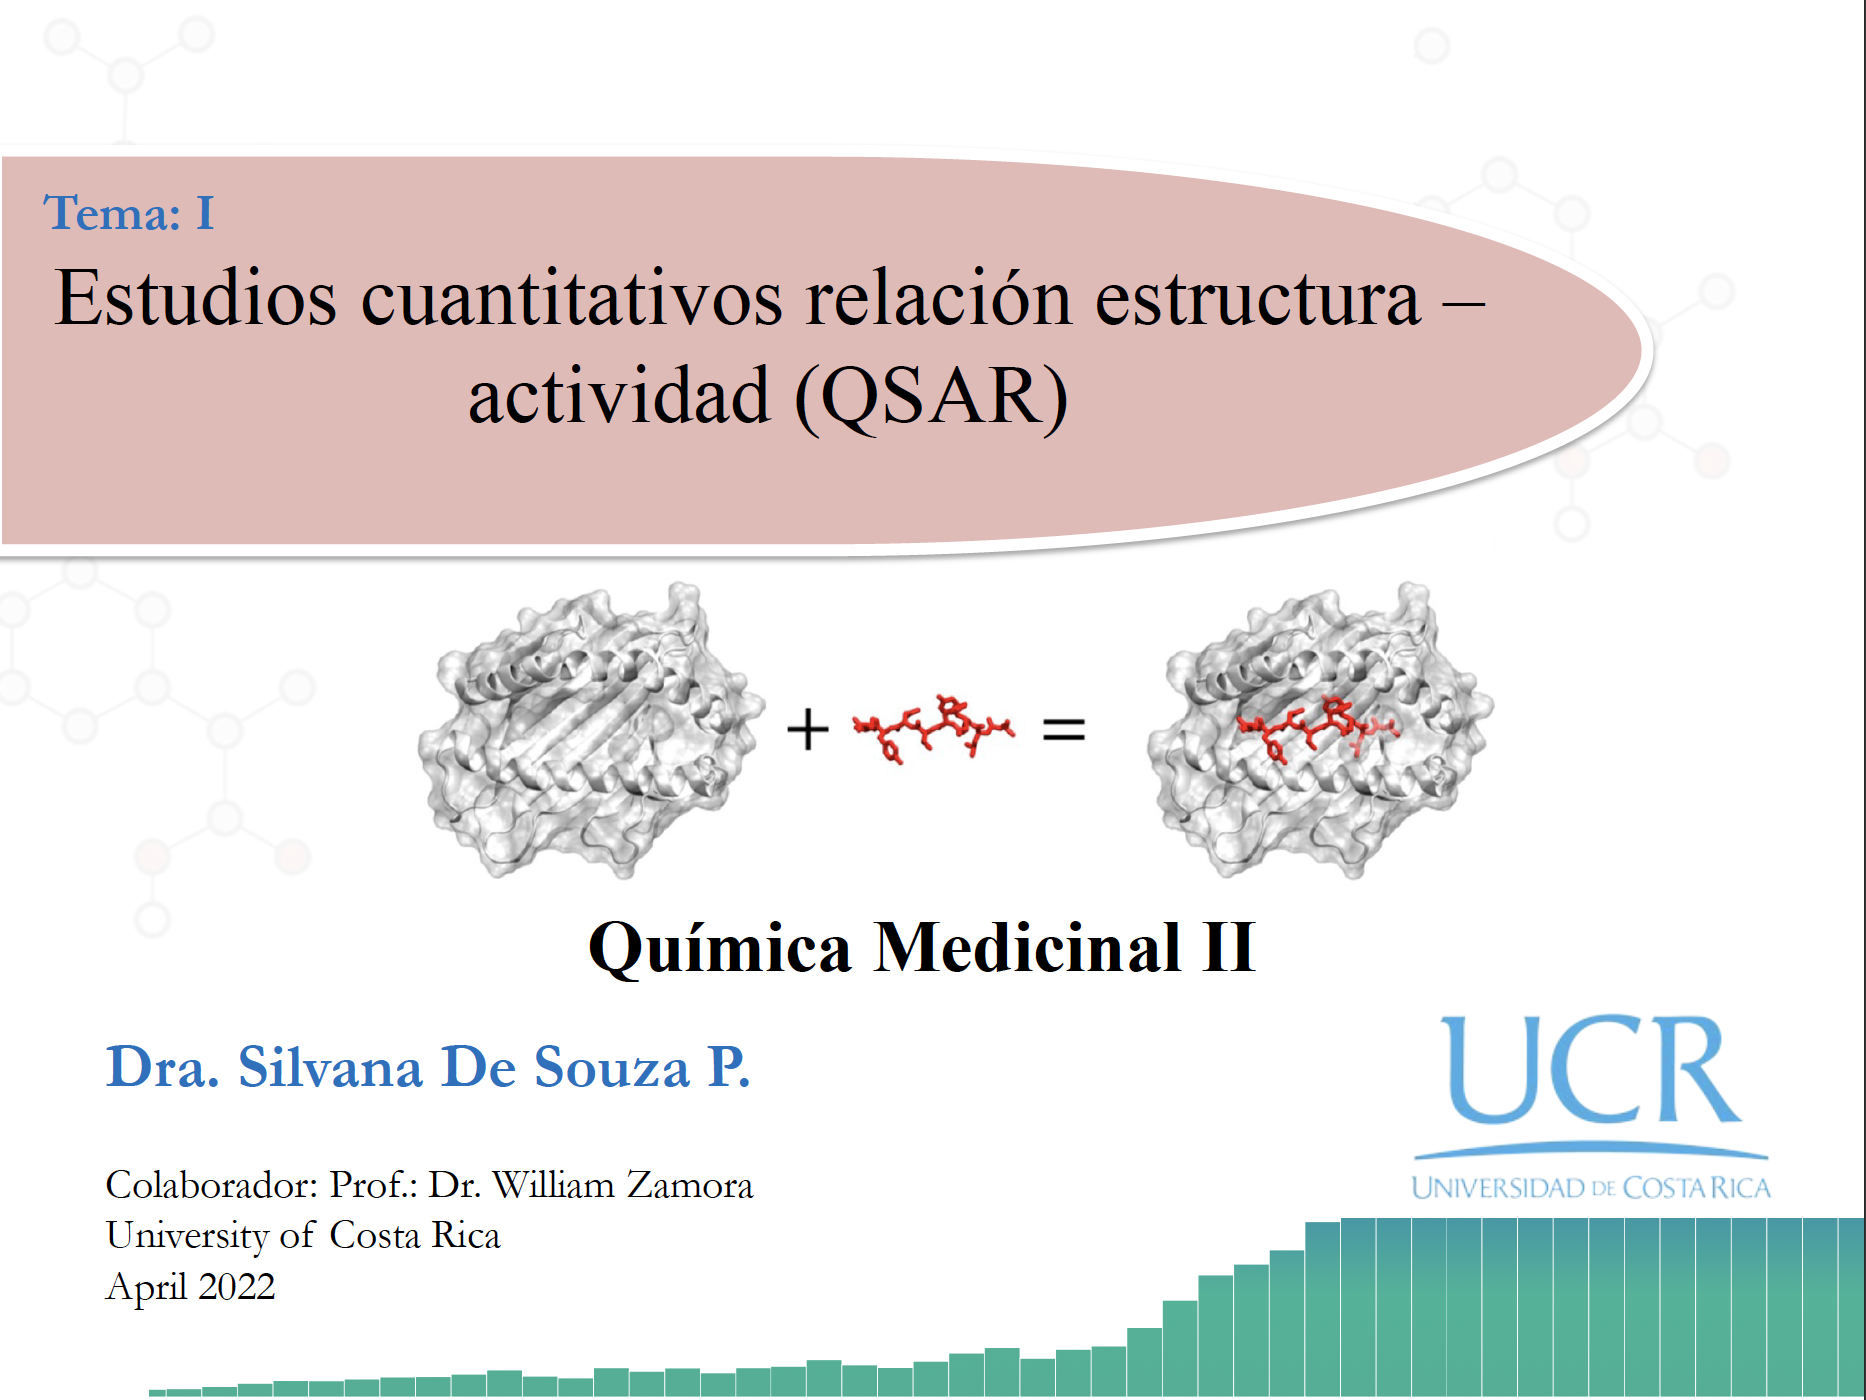 Tema: I
Estudios cuantitativos relación estructura –
actividad (QSAR)
+
=
Química Medicinal II
Dra. Silvana De Souza P.
Colaborador: Prof.: Dr. William Zamora
University of Costa Rica
April 2022
UCR
UNIVERSIDAD DE COSTA RICA